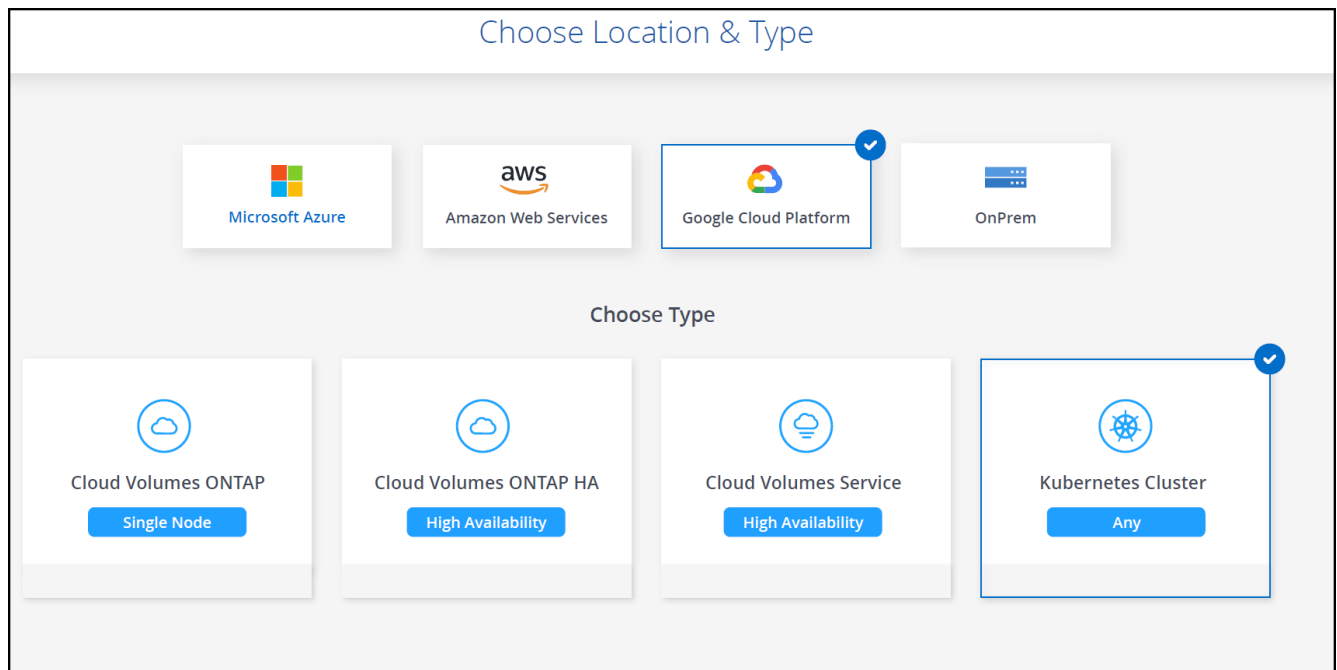 Choose Location & Type
Microsoft Azure
aws
Amazon Web Services
Google Cloud Platform
OnPrem
Choose Type
Cloud Volumes ONTAP
Single Node
Cloud Volumes ONTAP HA
High Availability
Cloud Volumes Service
High Availability
Kubernetes Cluster
Any